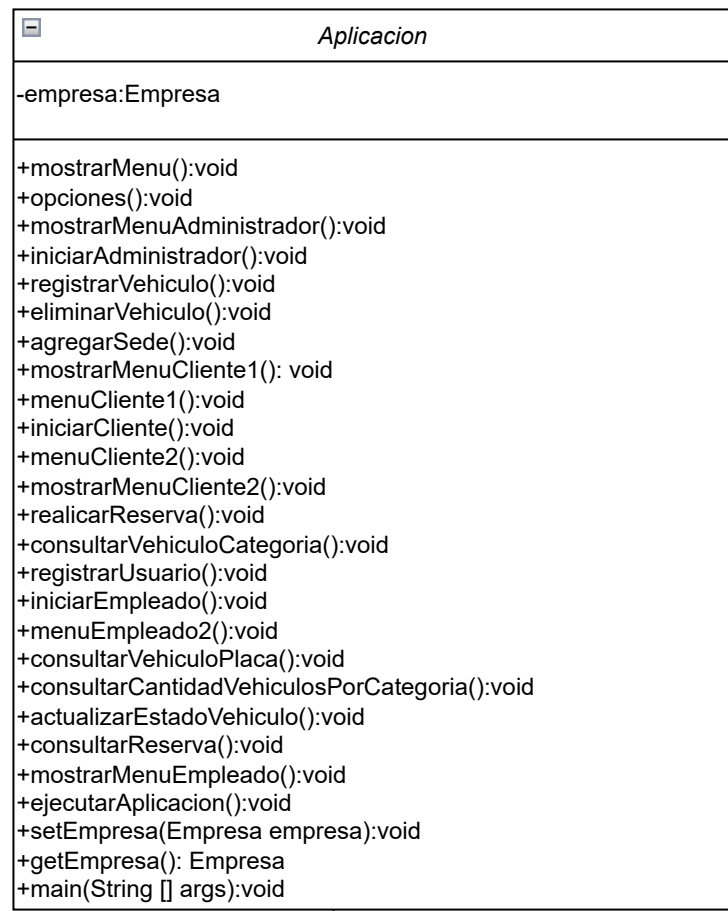 Aplicacion
-empresa:Empresa
+mostrarMenu():void
+opciones():void
+mostrarMenuAdministrador():void
+iniciarAdministrador():void
+registrarVehiculo():void
+eliminarVehiculo():void
+agregarSede():void
+mostrarMenuCliente1(): void
+menuCliente1():void
+iniciarCliente():void
+menuCliente2():void
+mostrarMenuCliente2():void
+realicarReserva():void
+consultarVehiculoCategoria():void
+registrarUsuario():void
+iniciarEmpleado():void
+menuEmpleado2():void
+consultarVehiculoPlaca():void
+consultarCantidadVehiculosPorCategoria():void
+actualizarEstadoVehiculo():void
+consultarReserva():void
+mostrarMenuEmpleado():void
+ejecutarAplicacion():void
+setEmpresa(Empresa empresa):void
+getEmpresa(): Empresa
+main(String [] args):void